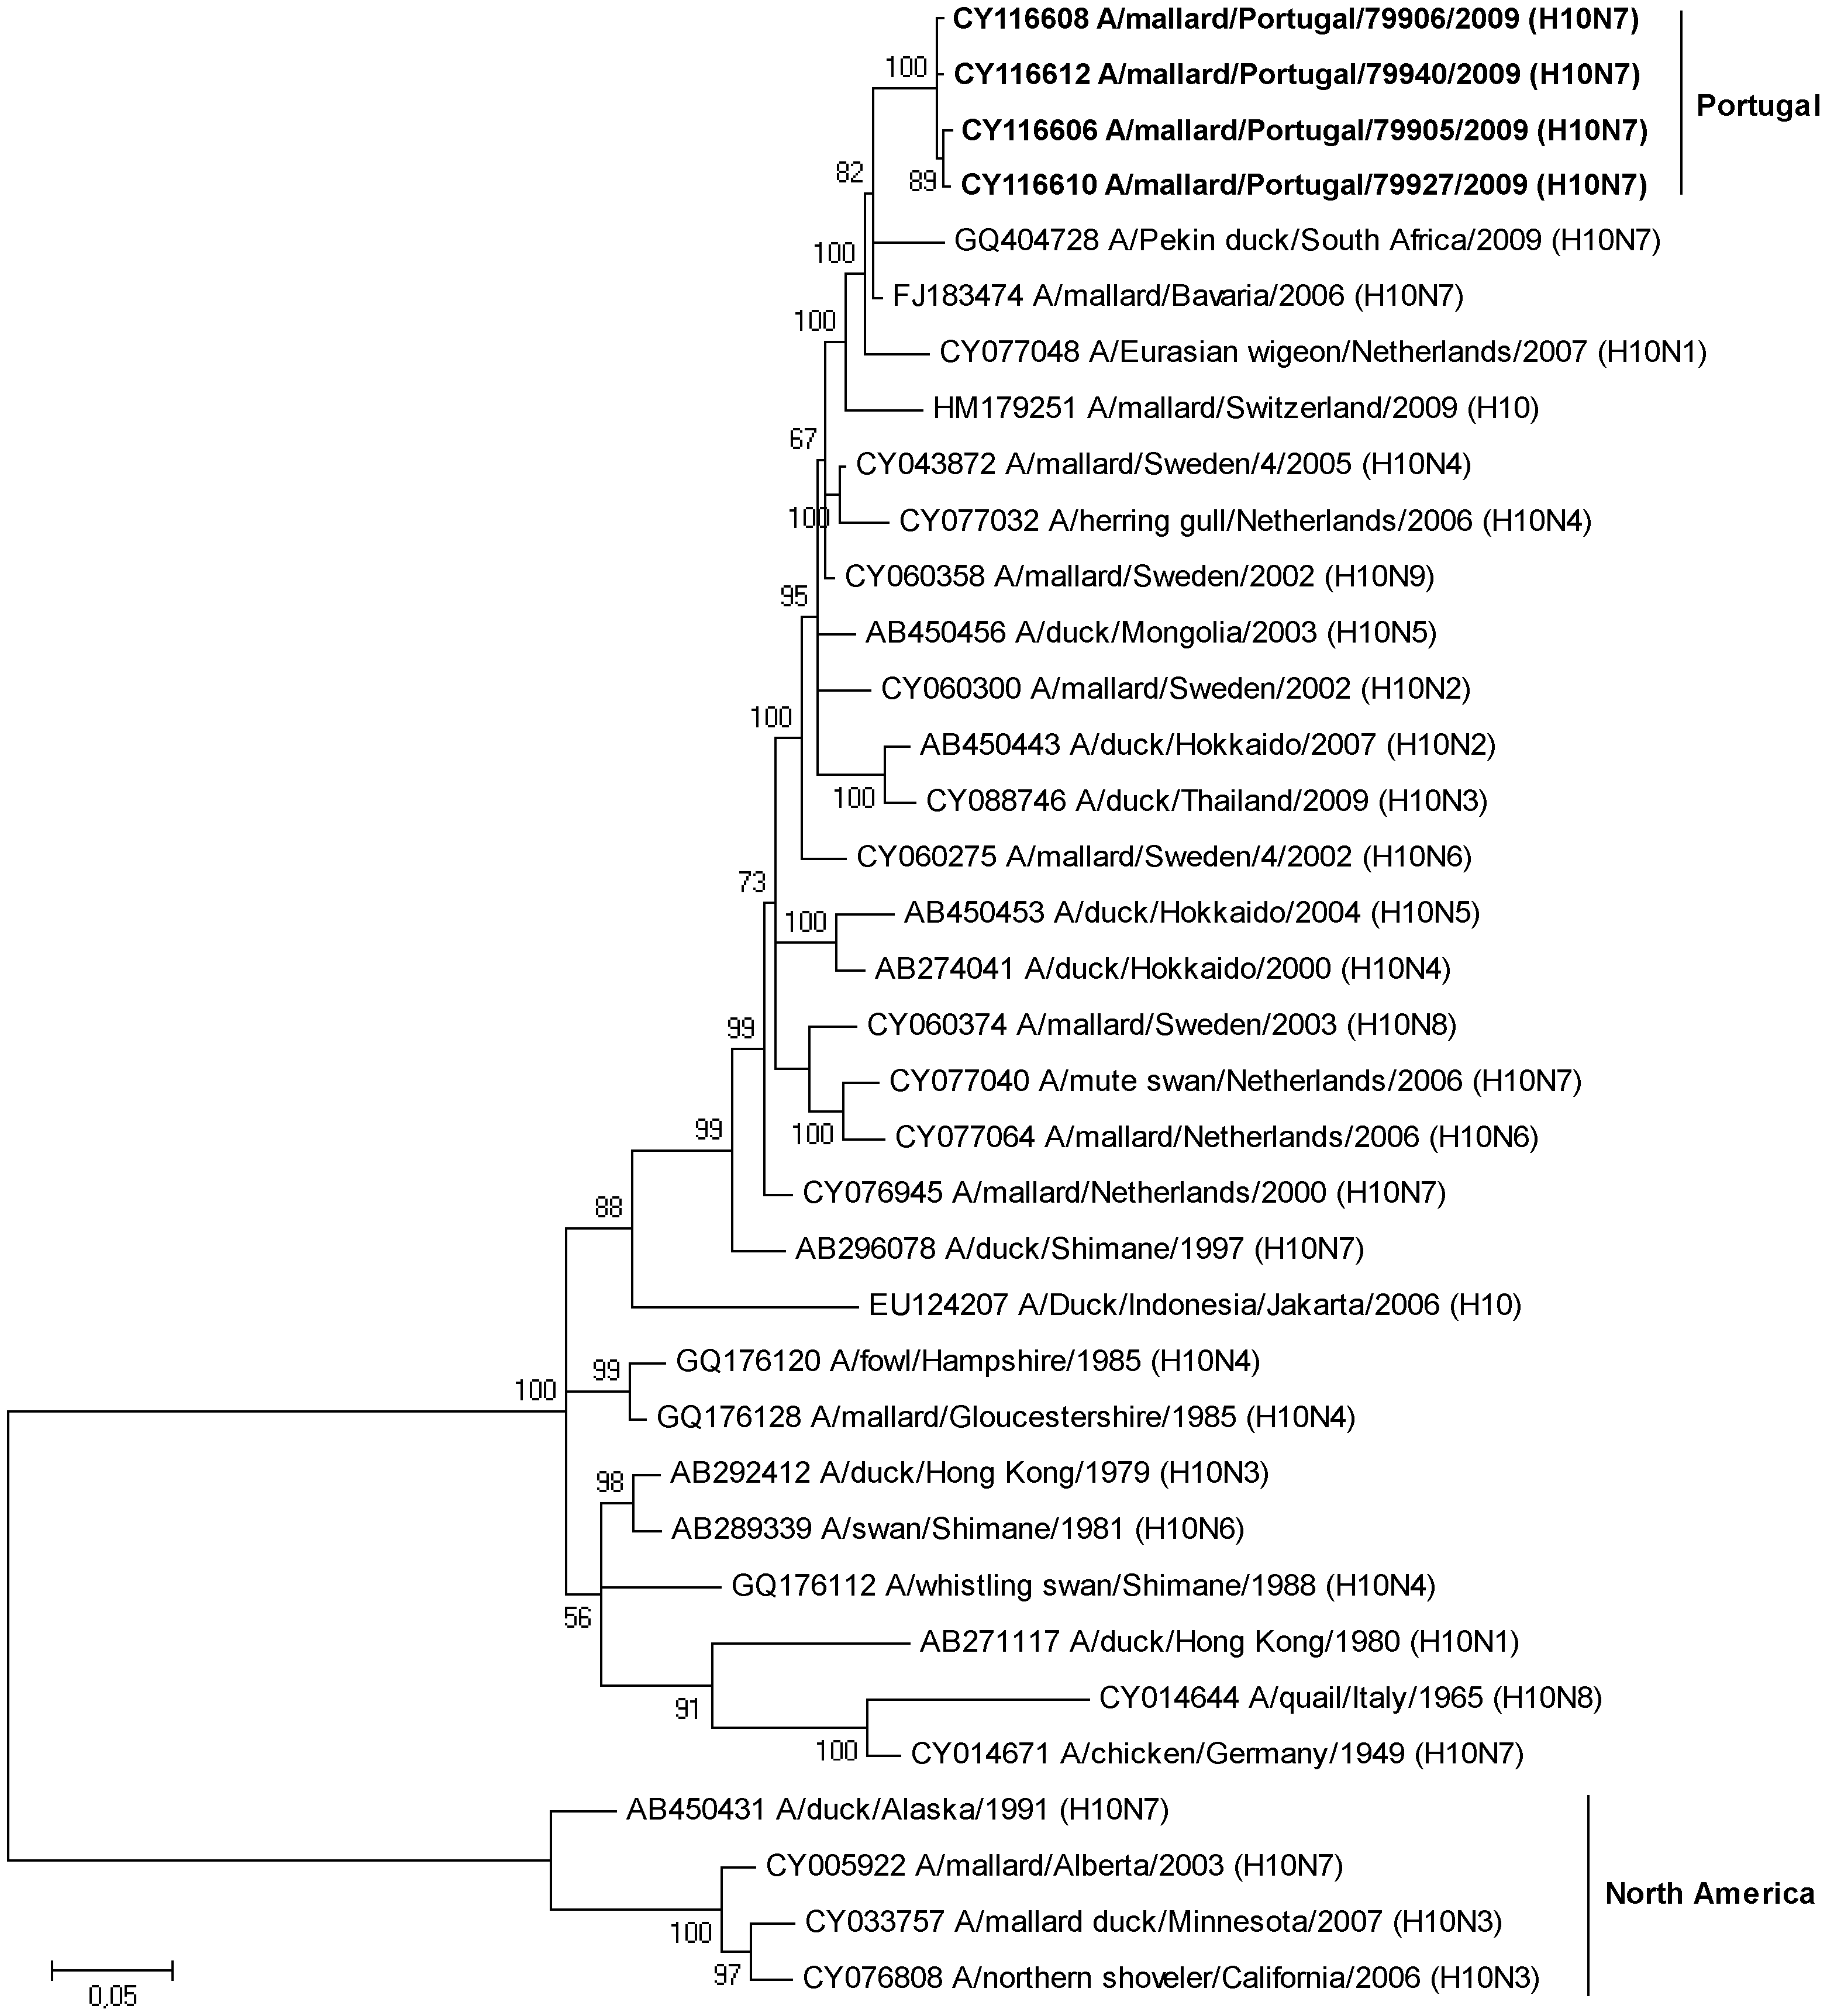 CY116608 A/mallard/Portugal/79906/2009 (H10N7)
100
CY116612 A/mallard/Portugal/79940/2009 (H10N7)
Portugal
CY116606 A/mallard/Portugal/79905/2009 (H10N7)
82
89
CY116610 A/mallard/Portugal/79927/2009 (H10N7)
GQ404728 A/Pekin duck/South Africa/2009 (H10N7)
100
FJ183474 A/mallard/Bavaria/2006 (H10N7)
100
CY077048 A/Eurasian wigeon/Netherlands/2007 (H10N1)
HM179251 A/mallard/Switzerland/2009 (H10)
67
CY043872 A/mallard/Sweden/4/2005 (H10N4)
100
CY077032 A/herring gull/Netherlands/2006 (H10N4)
CY060358 A/mallard/Sweden/2002 (H10N9)
95
AB450456 A/duck/Mongolia/2003 (H10N5)
CY060300 A/mallard/Sweden/2002 (H10N2)
100
AB450443 A/duck/Hokkaido/2007 (H10N2)
100
CY088746 A/duck/Thailand/2009 (H10N3)
CY060275 A/mallard/Sweden/4/2002 (H10N6)
73
AB450453 A/duck/Hokkaido/2004 (H10N5)
100
AB274041 A/duck/Hokkaido/2000 (H10N4)
99
CY060374 A/mallard/Sweden/2003 (H10N8)
CY077040 A/mute swan/Netherlands/2006 (H10N7)
99
100
CY077064 A/mallard/Netherlands/2006 (H10N6)
CY076945 A/mallard/Netherlands/2000 (H10N7)
88
AB296078 A/duck/Shimane/1997 (H10N7)
EU124207 A/Duck/Indonesia/Jakarta/2006 (H10)
GQ176120 A/fowl/Hampshire/1985 (H10N4)
99
100
GQ176128 A/mallard/Gloucestershire/1985 (H10N4)
AB292412 A/duck/Hong Kong/1979 (H10N3)
98
AB289339 A/swan/Shimane/1981 (H10N6)
GQ176112 A/whistling swan/Shimane/1988 (H10N4)
56
AB271117 A/duck/Hong Kong/1980 (H10N1)
CY014644 A/quail/Italy/1965 (H10N8)
91
100
CY014671 A/chicken/Germany/1949 (H10N7)
AB450431 A/duck/Alaska/1991 (H10N7)
CY005922 A/mallard/Alberta/2003 (H10N7)
North America
CY033757 A/mallard duck/Minnesota/2007 (H10N3)
100
97
CY076808 A/northern shoveler/California/2006 (H10N3)
0,05